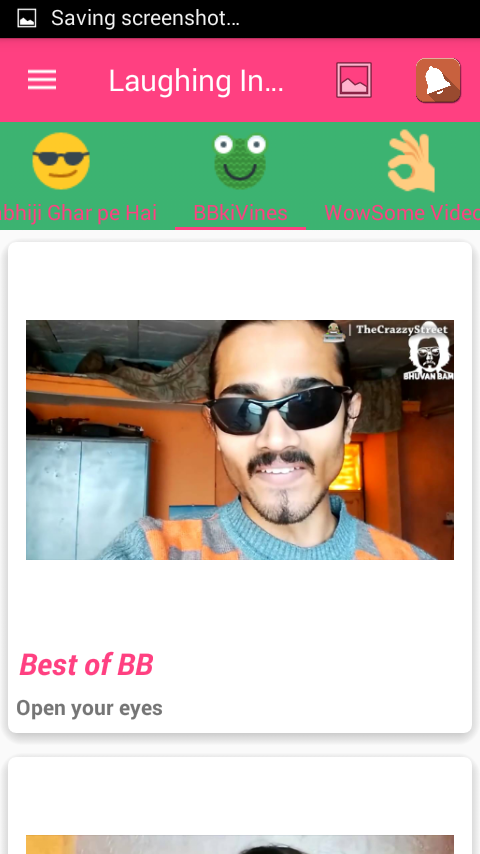 Saving screenshot...
Laughing In...
bhiji Ghar pe Hai
BBkiVines
WowSome Video
| TheCrazzyStreet
BHUVAN BAM
Best of BB
Open your eyes